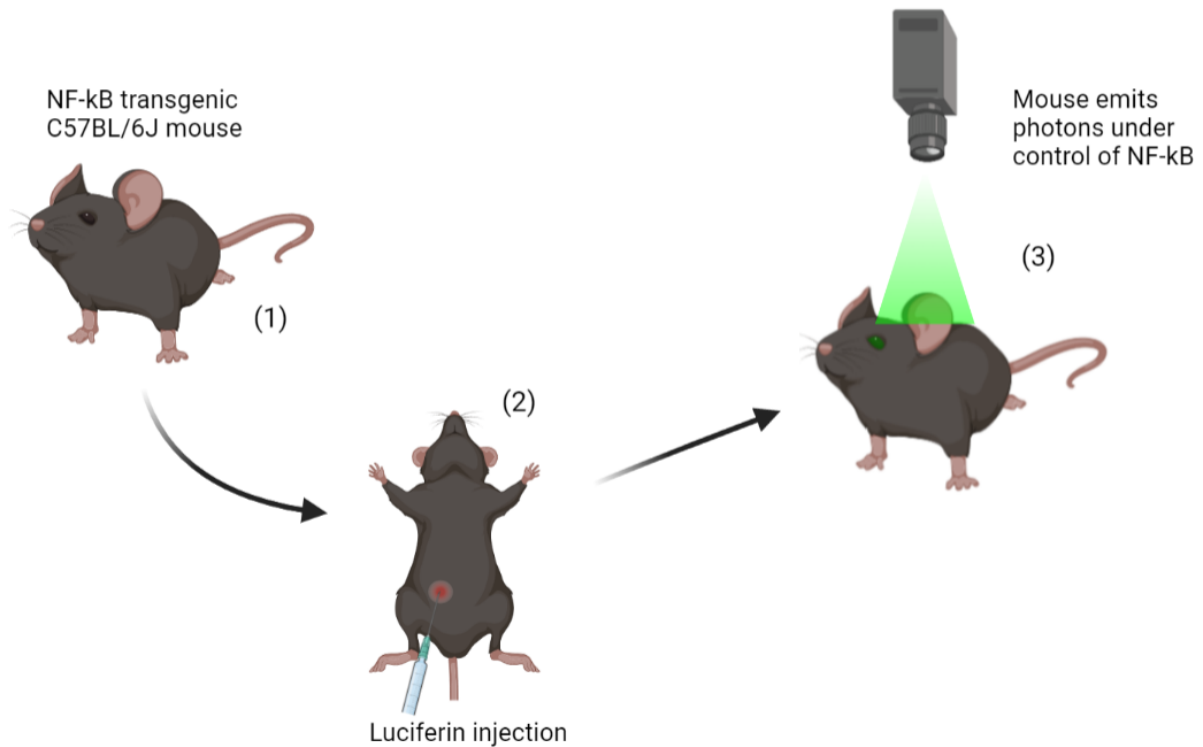 NF-kB transgenic
C57BL/6J mouse
(1)
(2)
Luciferin injection
Mouse emits
photons under
control of NF-kB
(3)